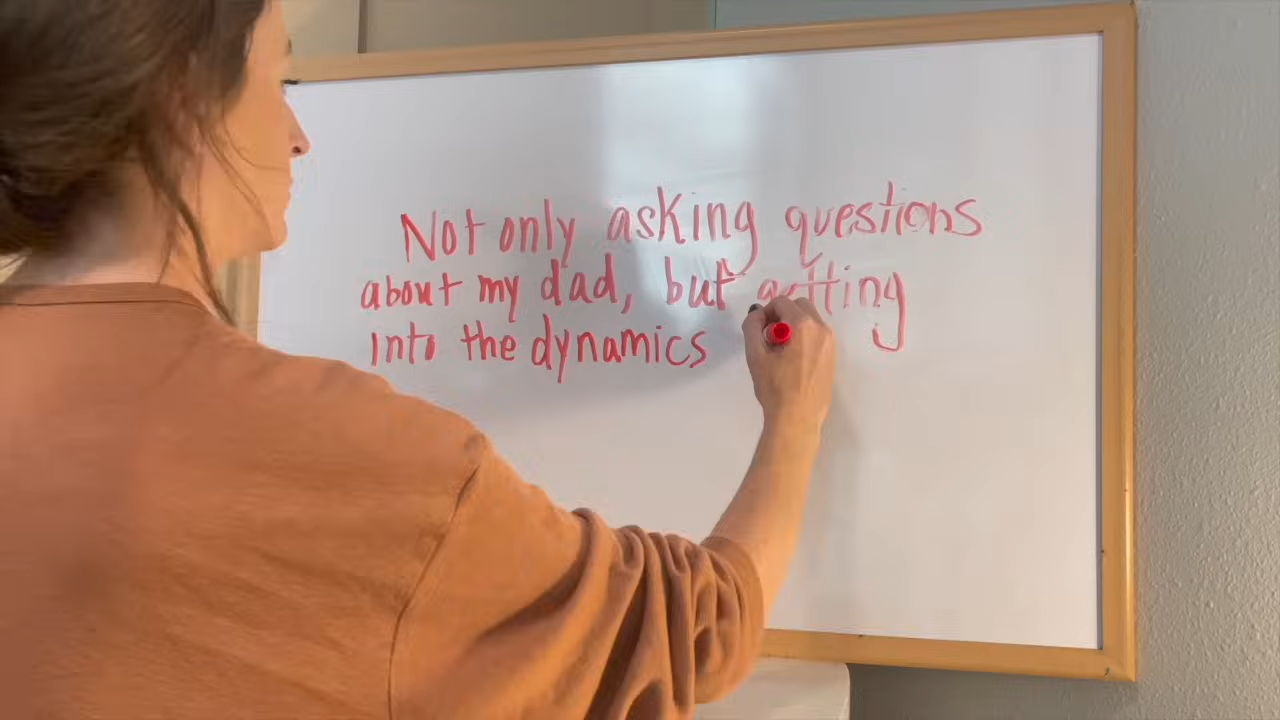 Not only asking questions
about my dad, but getting
into the dynamics